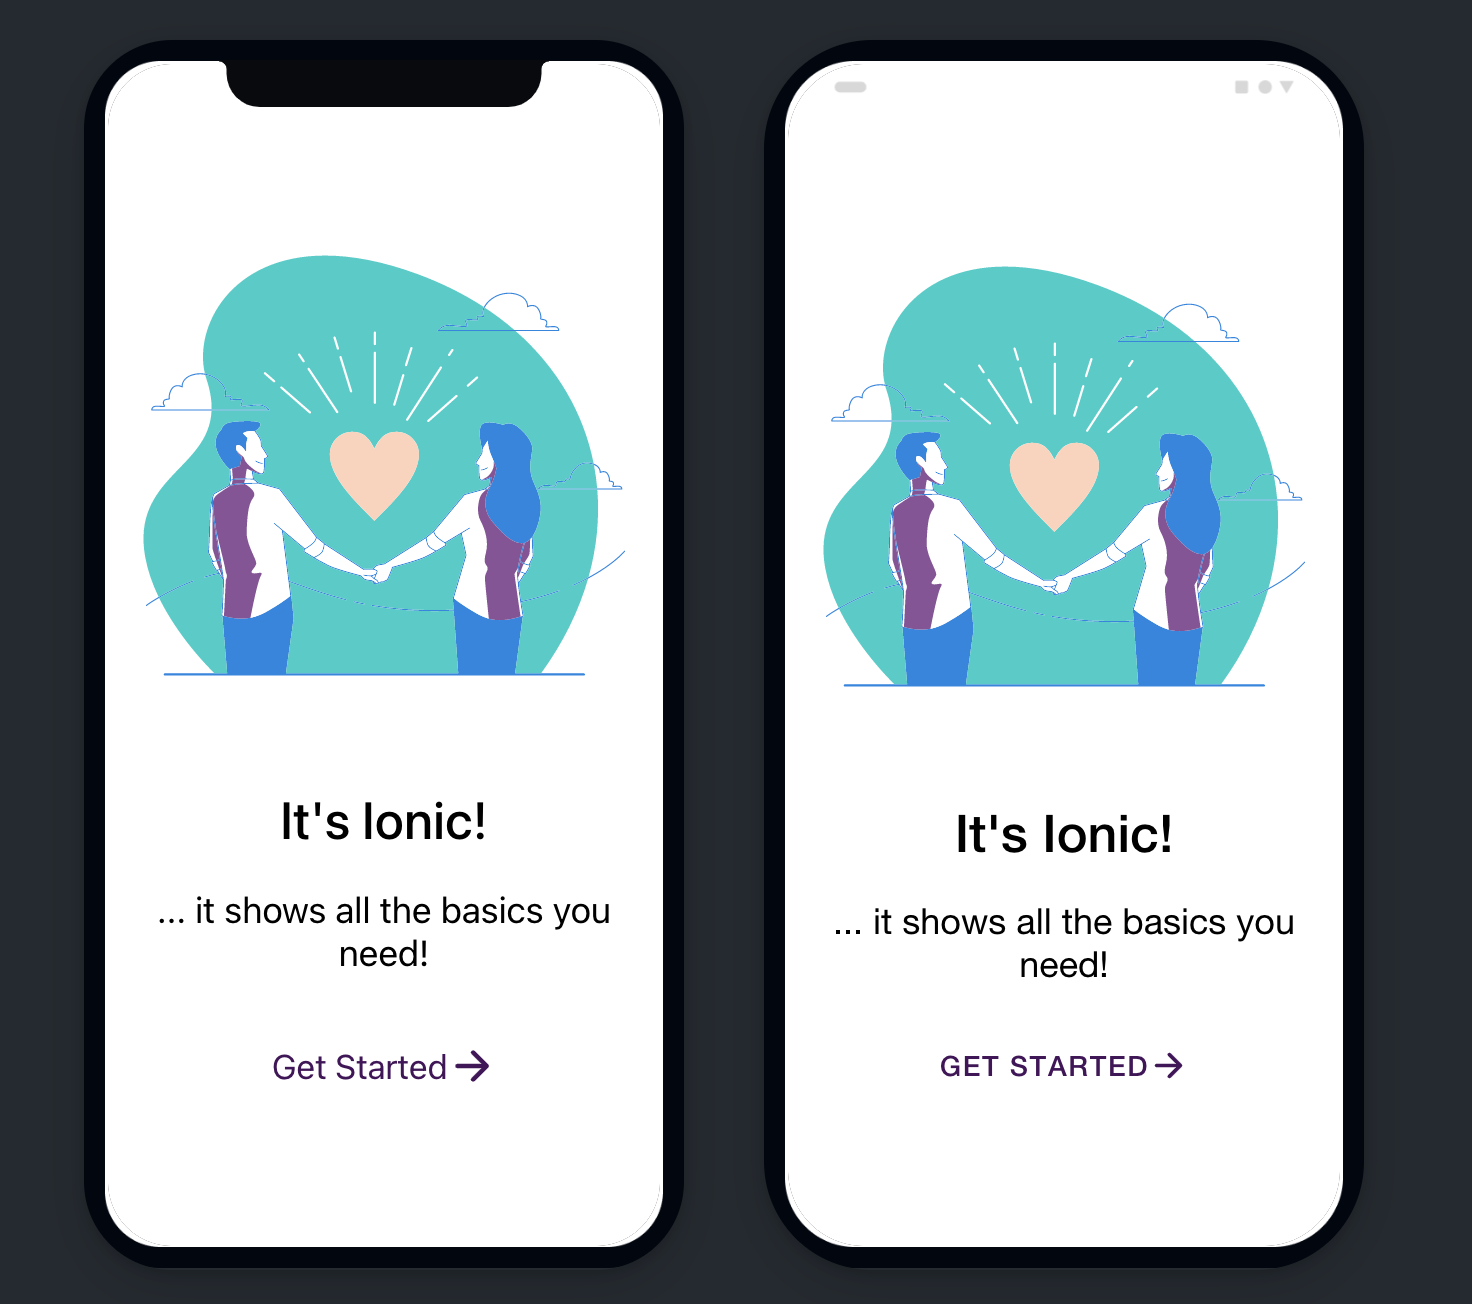 It's Ionic!
... it shows all the basics you
need!
Get Started
It's Ionic!
... it shows all the basics you
need!
GET STARTED